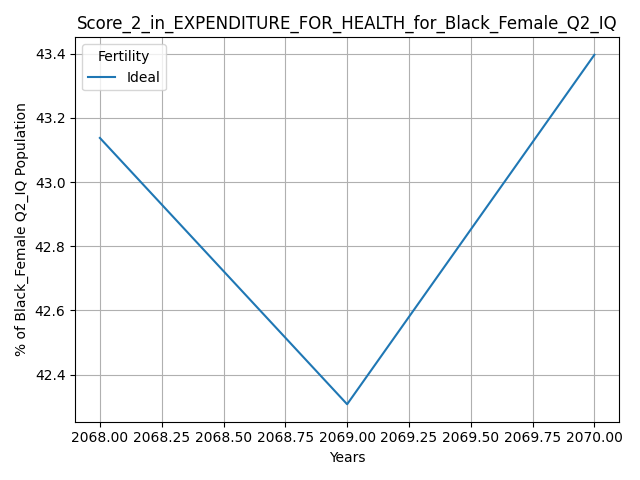 Score_2_in_EXPENDITURE_FOR_HEALTH_for_Black_Female_Q2_IQ
Fertility
Ideal
43.4
43.2
43.0
42.8
42.6
42.4
% of Black_Female Q2_IQ Population
2068.00 2068.25 2068.50 2068.75 2069.00 2069.25 2069.50 2069.75 2070.00
Years